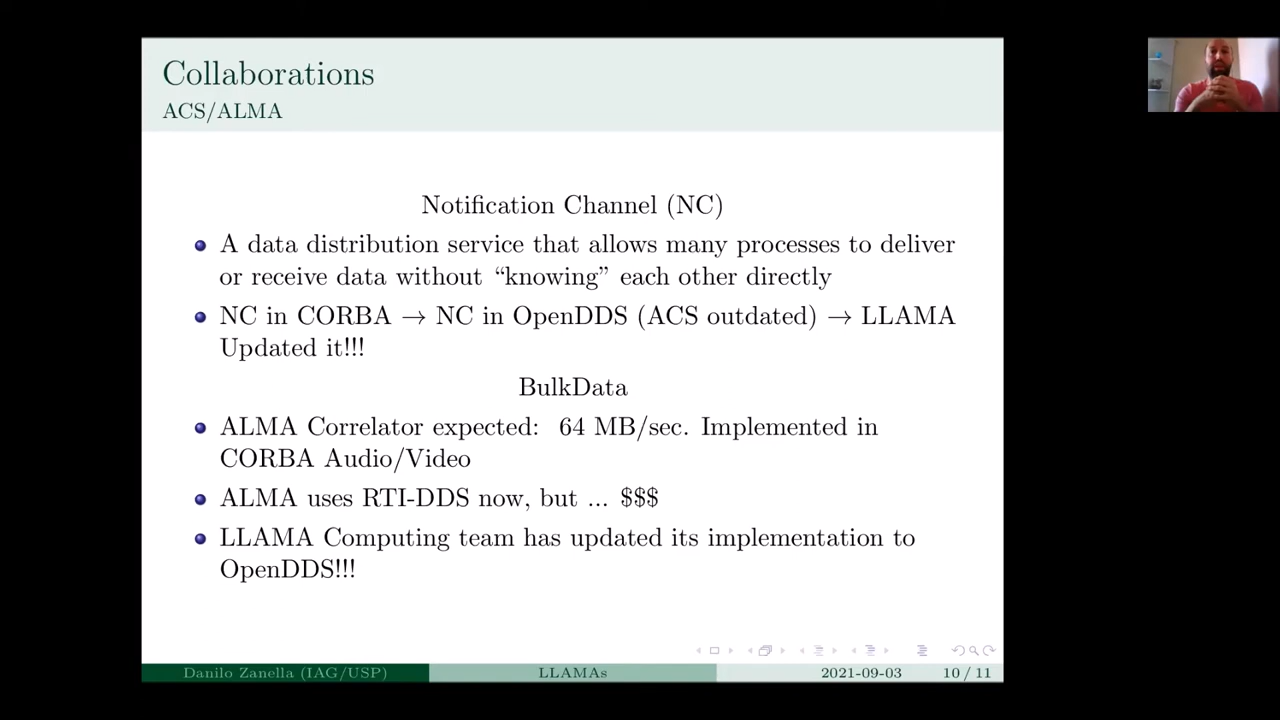 Collaborations
ACS/ALMA
Notification Channel (NC)
A data distribution service that allows many processes to deliver
or receive data without “knowing” each other directly
NC in CORBA → NC in OpenDDS (ACS outdated) → LLAMA
Updated it!!!
BulkData
ALMA Correlator expected: 64 MB/sec. Implemented in
CORBA Audio/Video
ALMA uses RTI-DDS now, but ... $$$
LLAMA Computing team has updated its implementation to
OpenDDS!!!
Danilo Zanella (IAG/USP) LLAMAs 2021-09-03 10 / 11